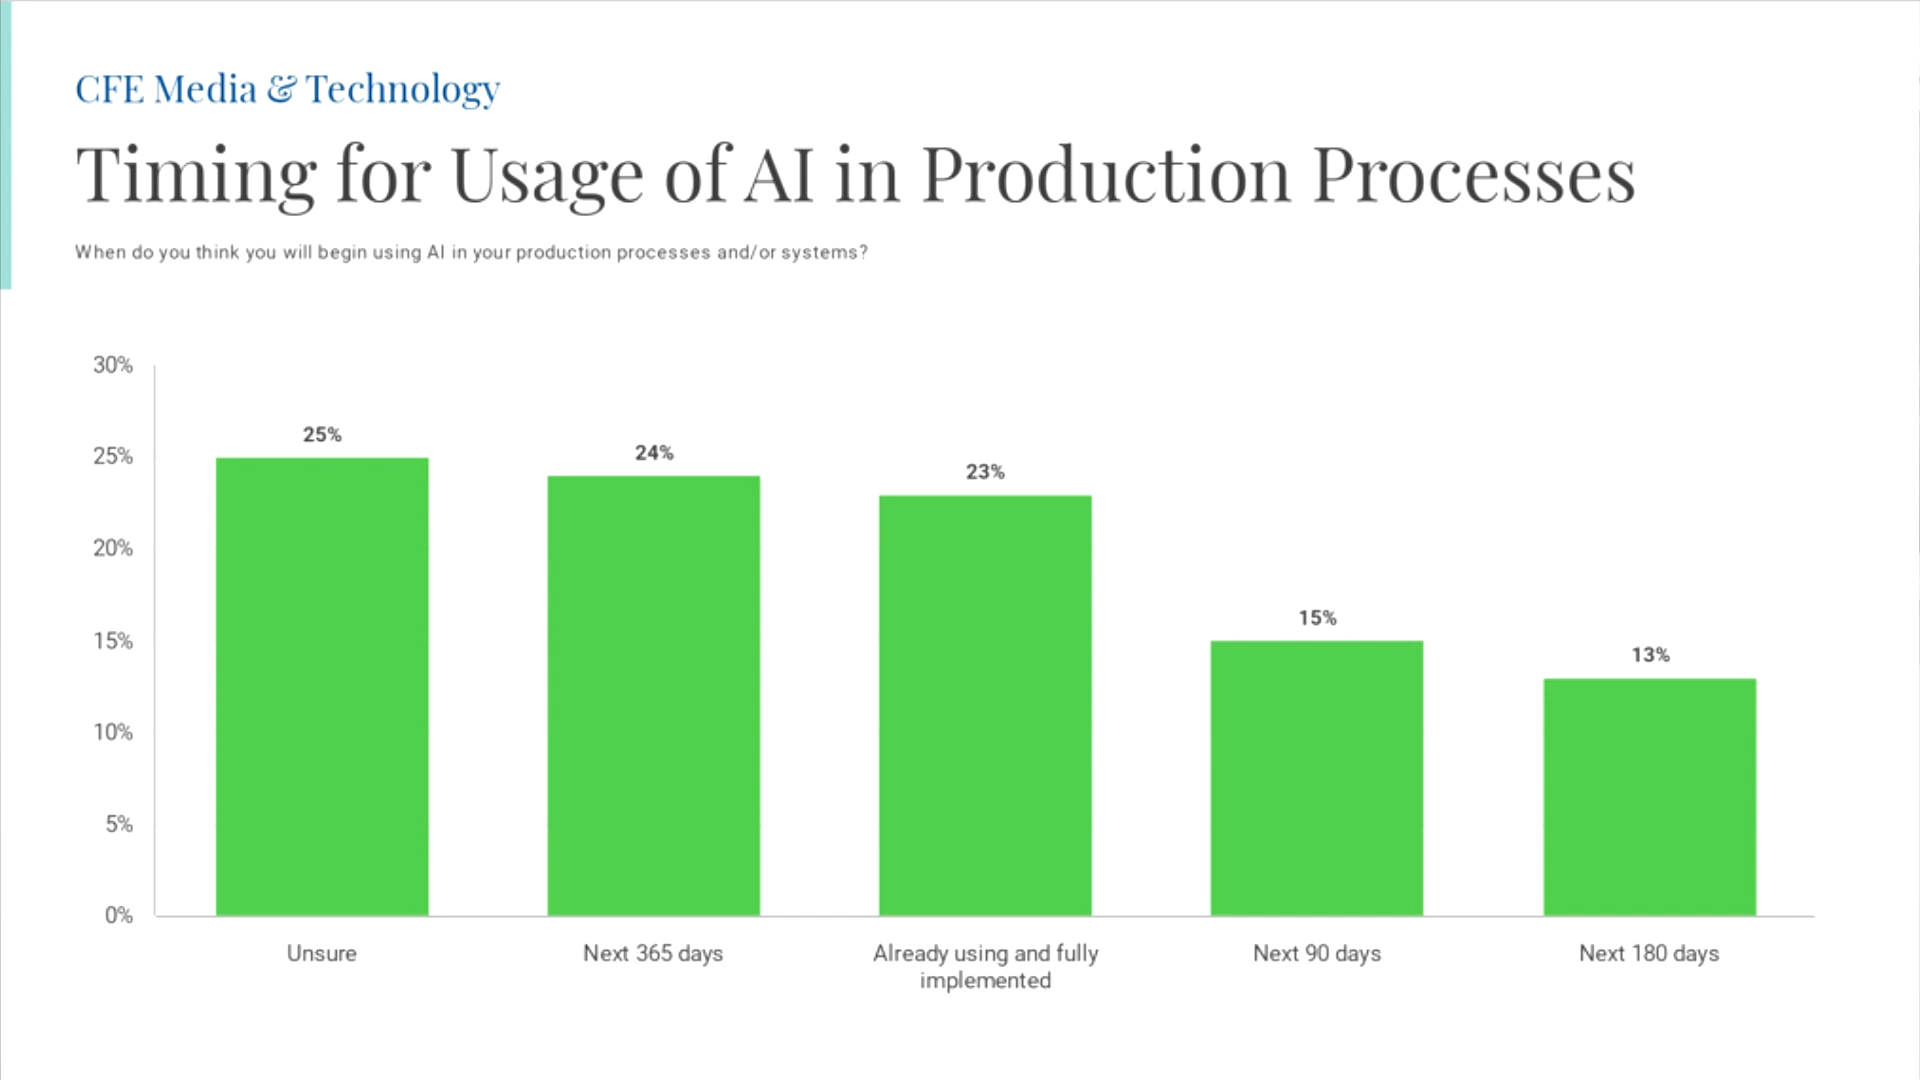 CFE Media & Technology
Timing for Usage of AI in Production Processes
When do you think you will begin using AI in your production processes and/or systems?
30%
25%
20%
15%
10%
5%
0%
25%
24%
23%
15%
13%
Unsure
Next 365 days
Already using and fully
implemented
Next 90 days
Next 180 days